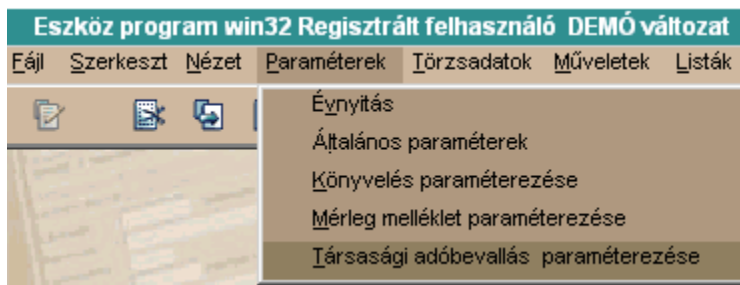 Eszköz program win32 Regisztrált felhasználó DEMÓ változat
Fájl Szerkeszt Nézet Paraméterek Törzsadatok Műveletek Listák
Évnyitás
Általános paraméterek
Könyvelés paraméterezése
Mérleg melléklet paraméterezése
Társasági adóbevallás paraméterezése